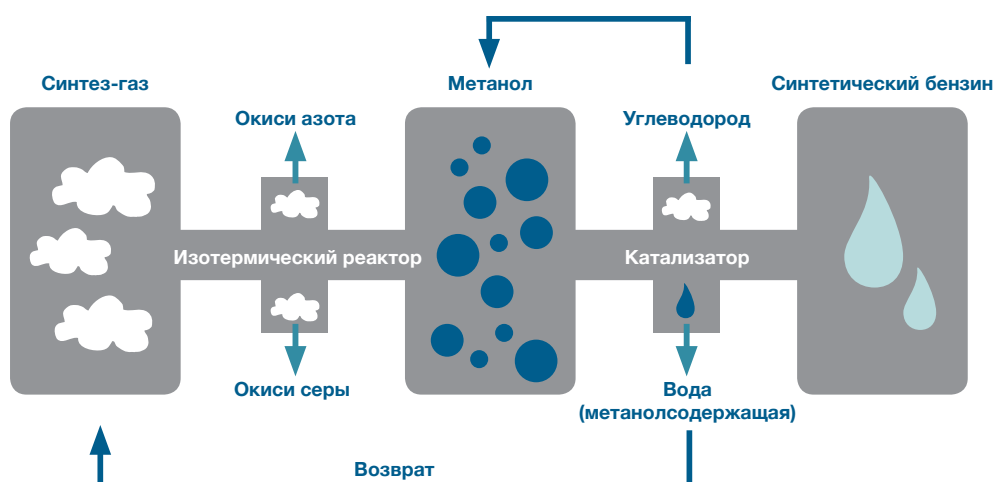 Синтез-газ
Метанол
Синтетический бензин
Окиси азота
Углеводород
Изотермический реактор
Катализатор
Окиси серы
Вода
(метанолсодержащая)
Возврат